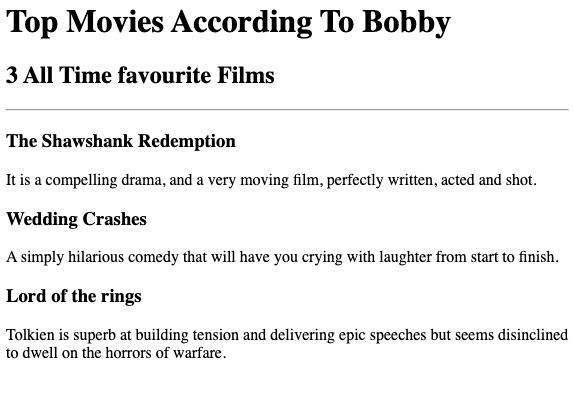 Top Movies According To Bobby
3 All Time favourite Films
The Shawshank Redemption
It is a compelling drama, and a very moving film, perfectly written, acted and shot.
Wedding Crashes
A simply hilarious comedy that will have you crying with laughter from start to finish.
Lord of the rings
Tolkien is superb at building tension and delivering epic speeches but seems disinclined
to dwell on the horrors of warfare.